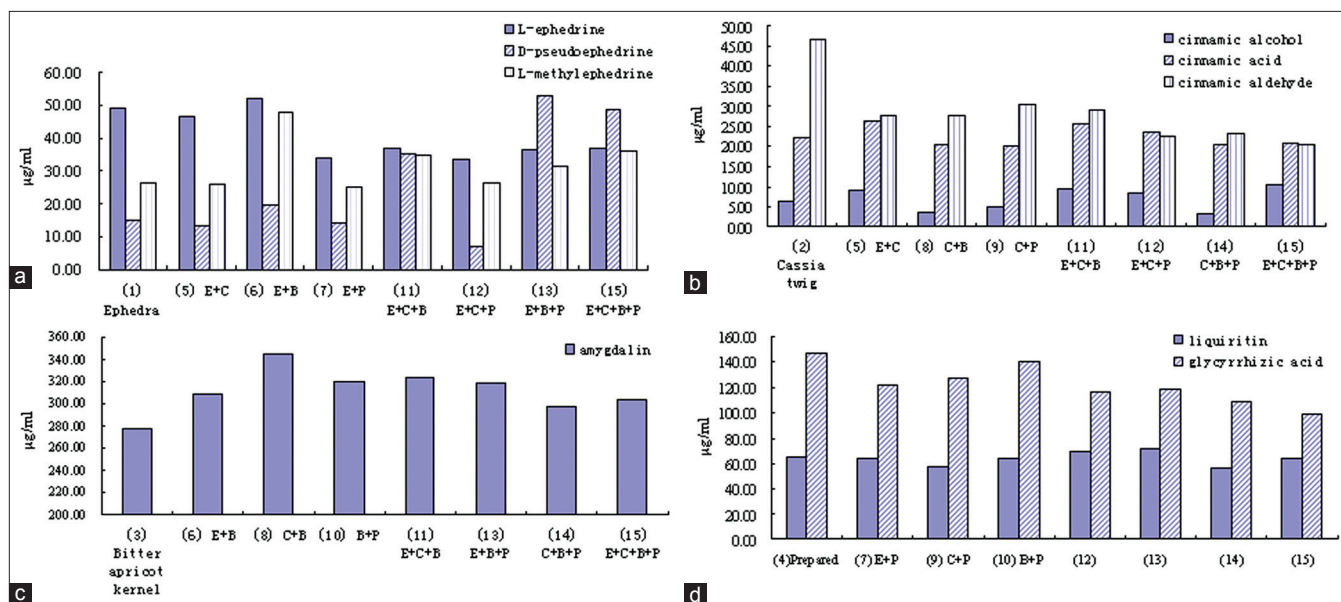 L-ephedrine
D-pseudoephedrine
L-methylephedrine
60.00
50.00
40.00
30.00
20.00
10.00
0.00
µg/ml
(1) (5) E+C (6) E+B (7) E+P (11) (12) (13) (15)
Ephedra E+C+B E+C+P E+B+P E+C+B+P
a
cinnamic alcohol
cinnamic acid
cinnamic aldehyde
50.00
45.00
40.00
35.00
30.00
25.00
20.00
15.00
10.00
5.00
0.00
µg/ml
(2) (5) E+C (8) C+B (9) C+P (11) (12) (14) (15)
Cassia E+C+B E+C+P C+B+P E+C+B+P
twig
b
amygdalin
360.00
340.00
320.00
300.00
280.00
260.00
240.00
220.00
200.00
µg/ml
(3) (6) E+B (8) C+B (10) B+P (11) (13) (14) (15)
Bitter E+C+B E+B+P C+B+P E+C+B+P
apricot
kernel
c
liquiritin
glycyrrhizic acid
160.00
140.00
120.00
100.00
80.00
60.00
40.00
20.00
0.00
µg/ml
(4)Prepared (7) E+P (9) C+P (10) B+P (12) (13) (14) (15)
d